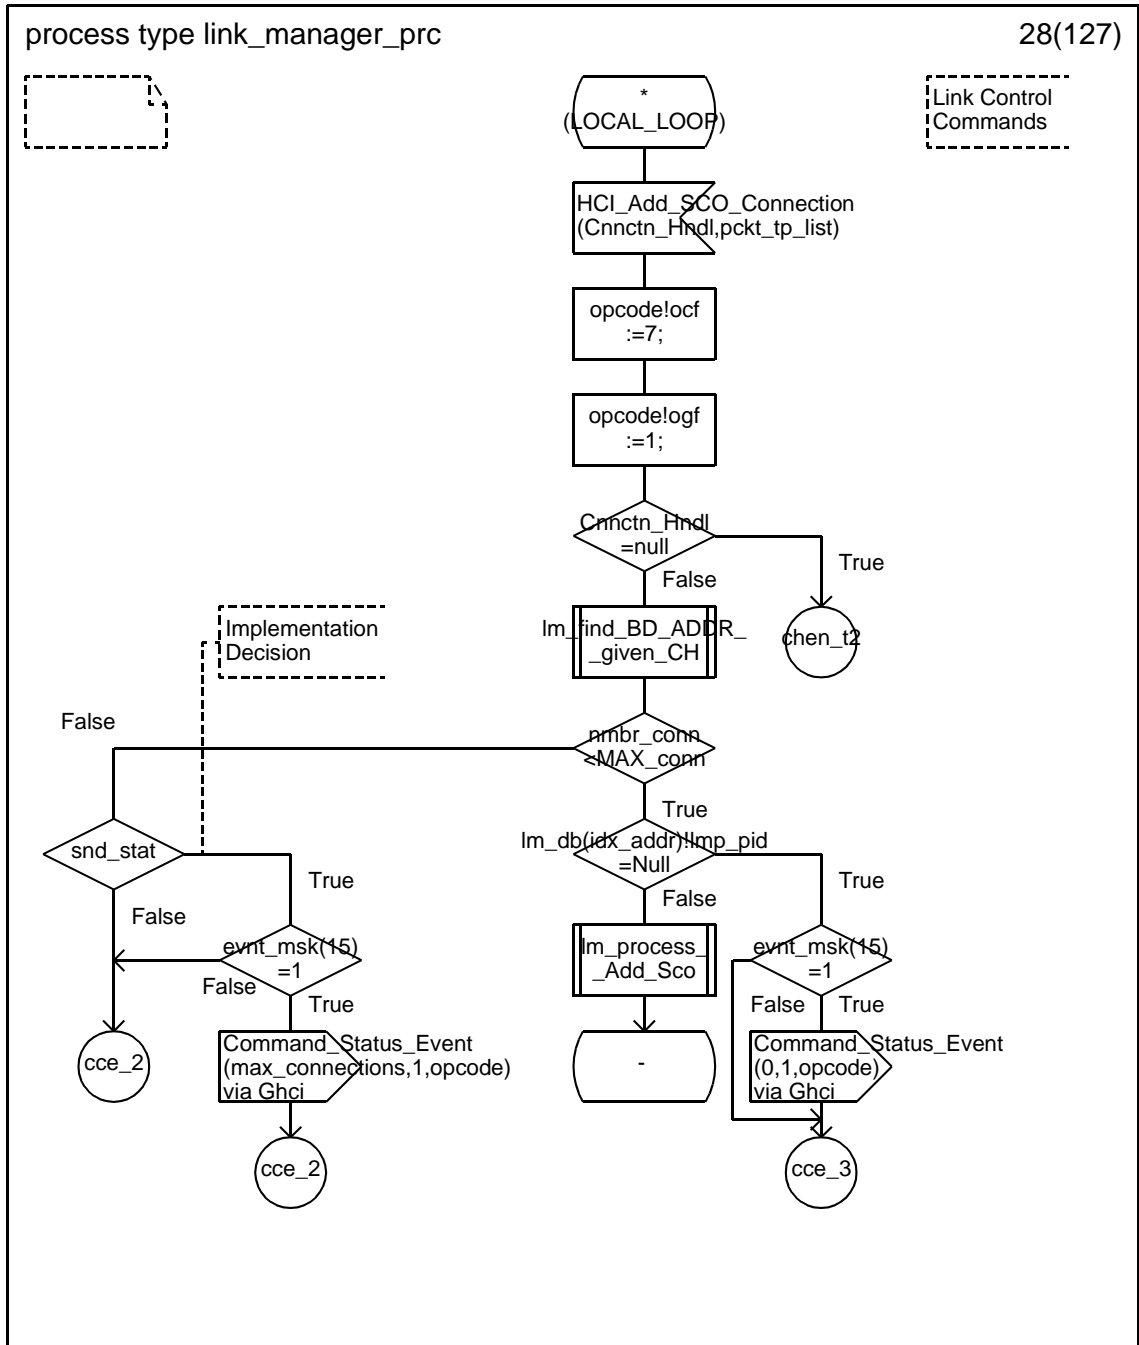 process type link_manager_prc
28(127)
*
(LOCAL_LOOP)
Link Control
Commands
HCI_Add_SCO_Connection
(Cnnctn_Hndl,pckt_tp_list)
opcode!ocf
:=7;
opcode!ogf
:=1;
Cnnctn_Hndl
=null
True
False
Implementation
Decision
lm_find_BD_ADDR_
_given_CH
chen_t2
False
nmbr_conn
<MAX_conn
True
snd_stat
lm_db(idx_addr)!lmp_pid
=Null
True
True
False
False
evnt_msk(15)
=1
lm_process_
_Add_Sco
evnt_msk(15)
=1
False
True
False
True
cce_2
Command_Status_Event
(max_connections,1,opcode)
via Ghci
-
Command_Status_Event
(0,1,opcode)
via Ghci
cce_2
cce_3